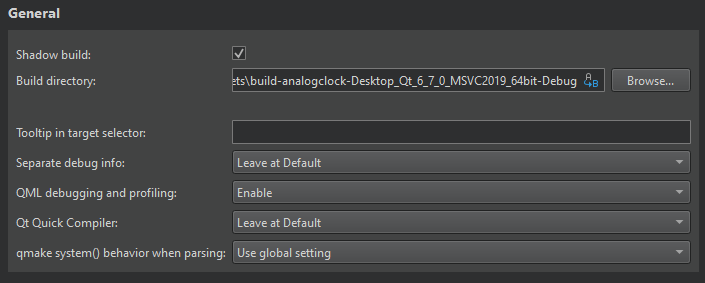 General
Shadow build:
Build directory: ets\build-analogclock-Desktop_Qt_6_7_0_MSVC2019_64bit-Debug A B Browse...
Tooltip in target selector:
Separate debug info: Leave at Default
QML debugging and profiling: Enable
Qt Quick Compiler: Leave at Default
qmake system() behavior when parsing: Use global setting